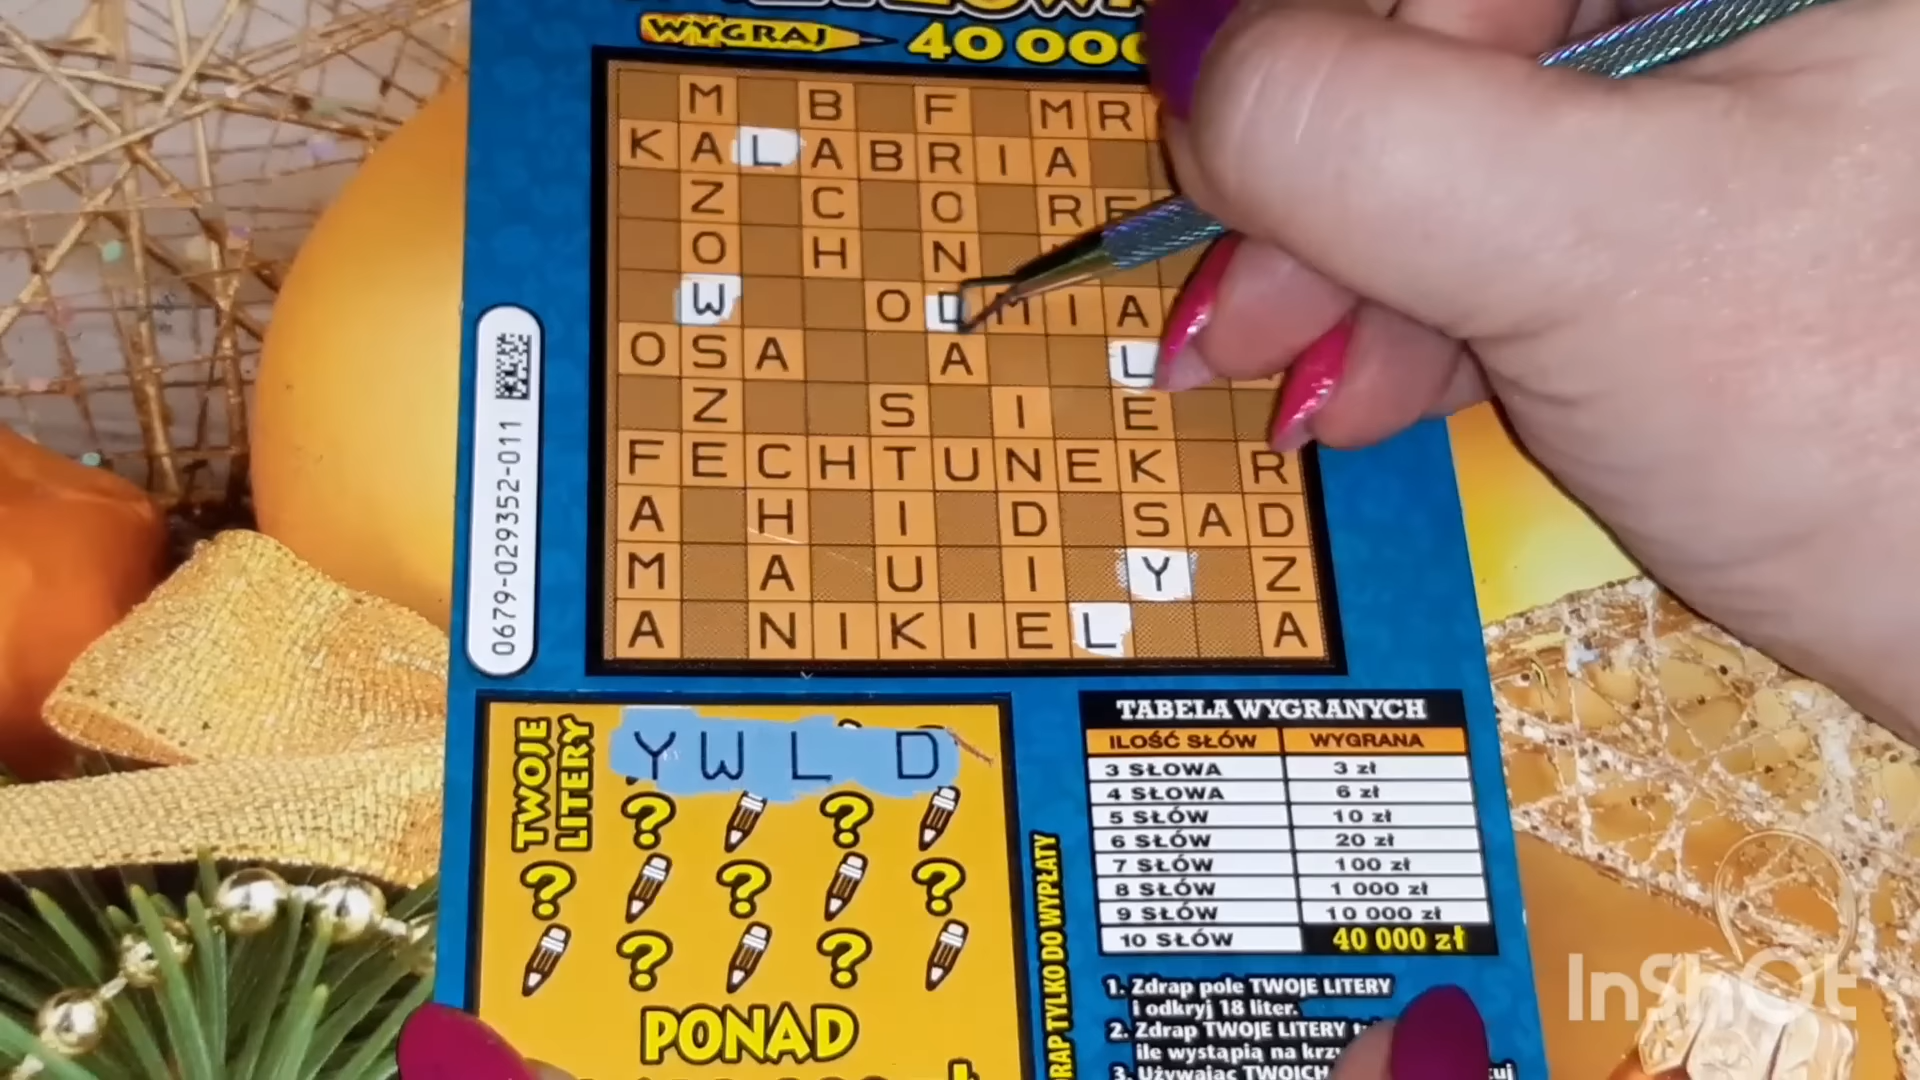 WYGRAJ 40 000
M B F M R
K A L A B R I A
Z C O R E
O H N
W O D M I A
O S A A L
Z S I E
F E C H T U N E K R
A H I D S A D
M A U I Y Z
A N I K I E L A
0679-029352-011
TWOJE LITERY
Y W L D
PONAD
TABELA WYGRANYCH
ILOŚĆ SŁÓW WYGRANA
3 SŁOWA 3 zł
4 SŁOWA 6 zł
5 SŁÓW 10 zł
6 SŁÓW 20 zł
7 SŁÓW 100 zł
8 SŁÓW 1 000 zł
9 SŁÓW 10 000 zł
10 SŁÓW 40 000 zł
TYLKO DO WYPŁATY
1. Zdrap pole TWOJE LITERY
i odkryj 18 liter.
2. Zdrap TWOJE LITERY
ile wystąpią na
3. Używając
InShOt